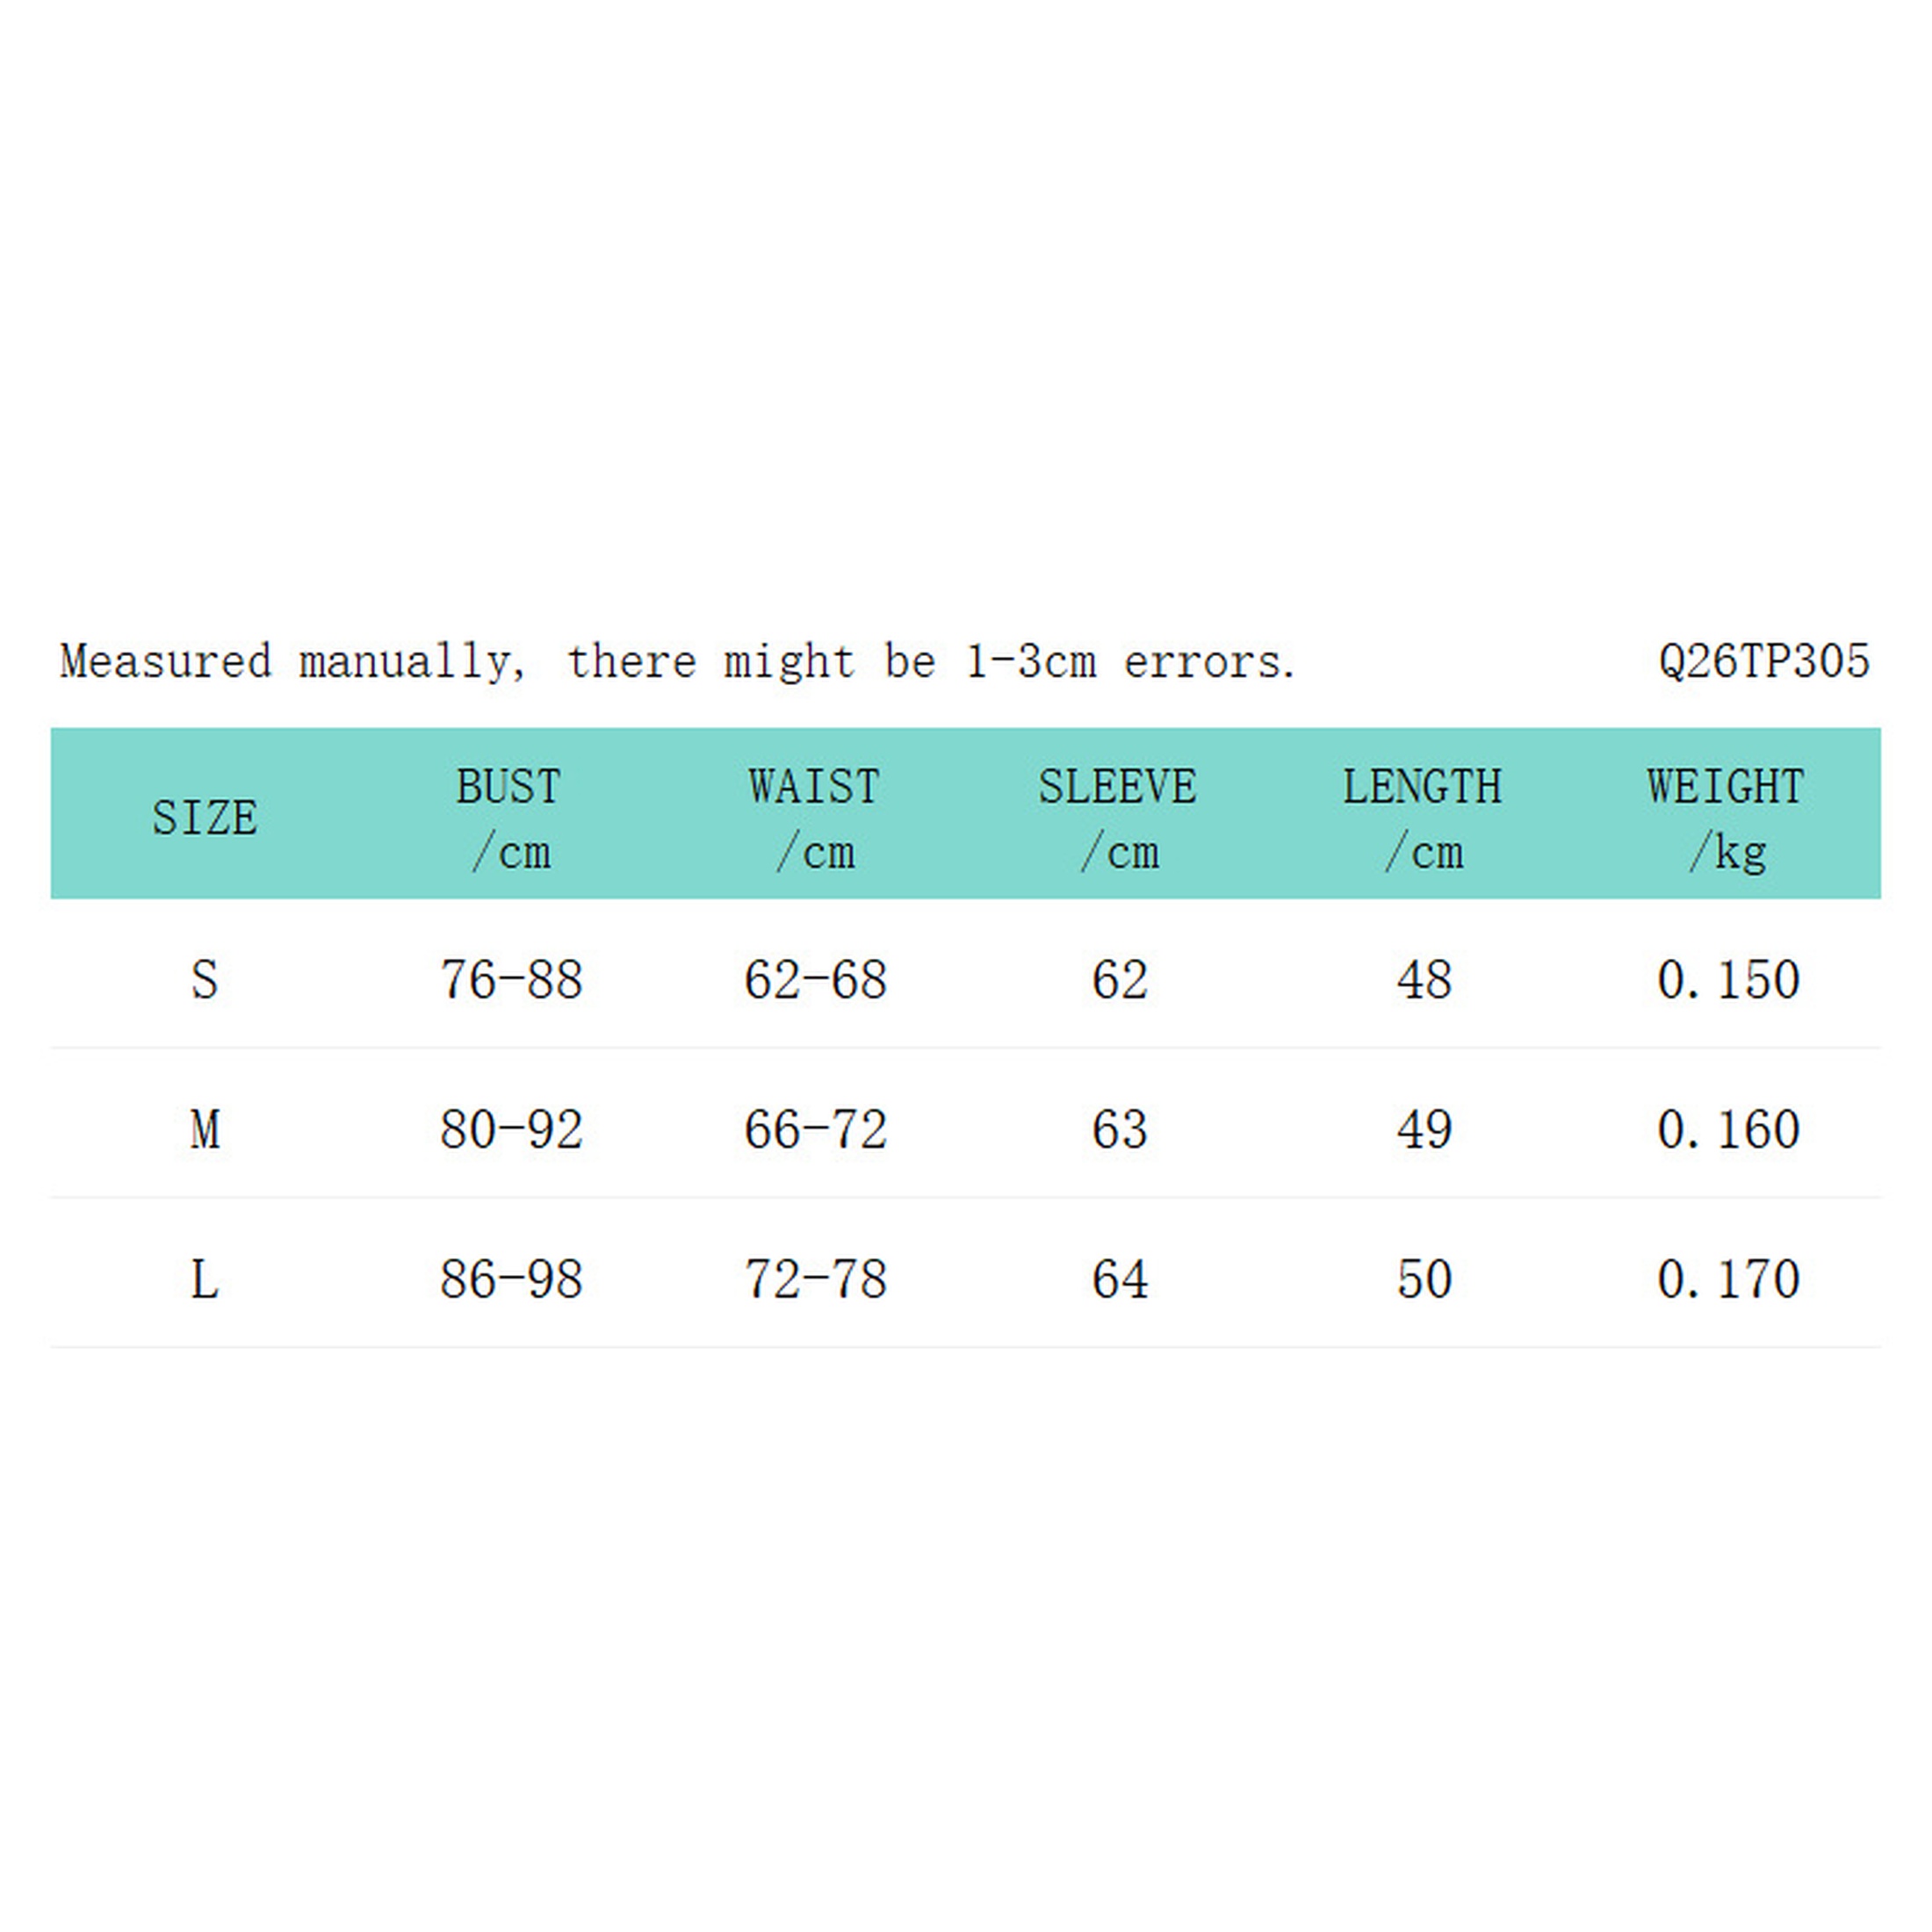 Measured manually, there might be 1-3cm errors. Q26TP305
SIZE BUST /cm WAIST /cm SLEEVE /cm LENGTH /cm WEIGHT /kg
S 76-88 62-68 62 48 0.150
M 80-92 66-72 63 49 0.160
L 86-98 72-78 64 50 0.170